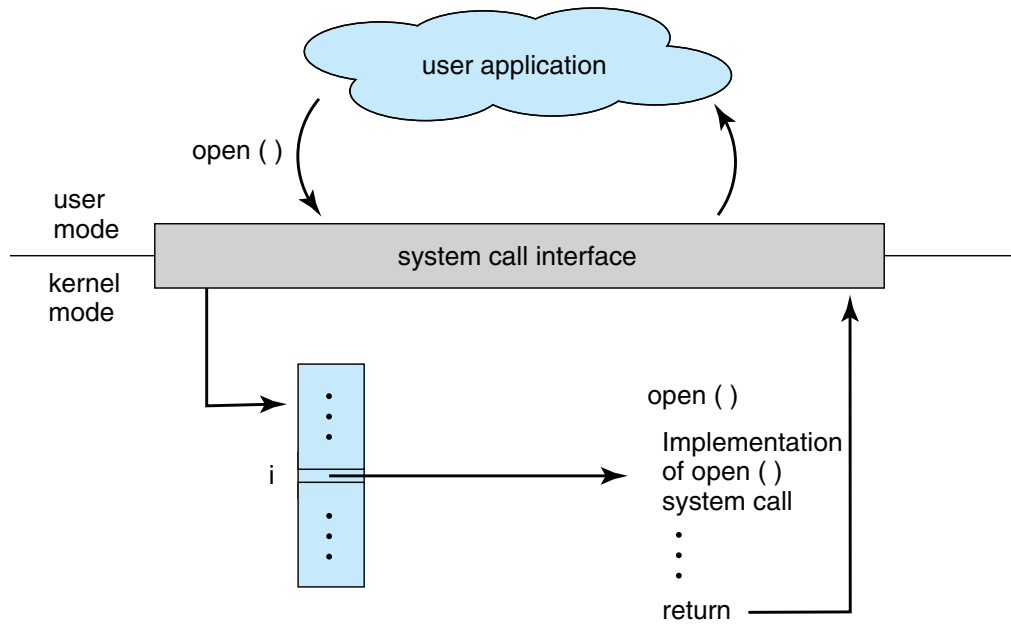 user application
open ( )
user
mode
system call interface
kernel
mode
i
open ( )
Implementation
of open ( )
system call
return